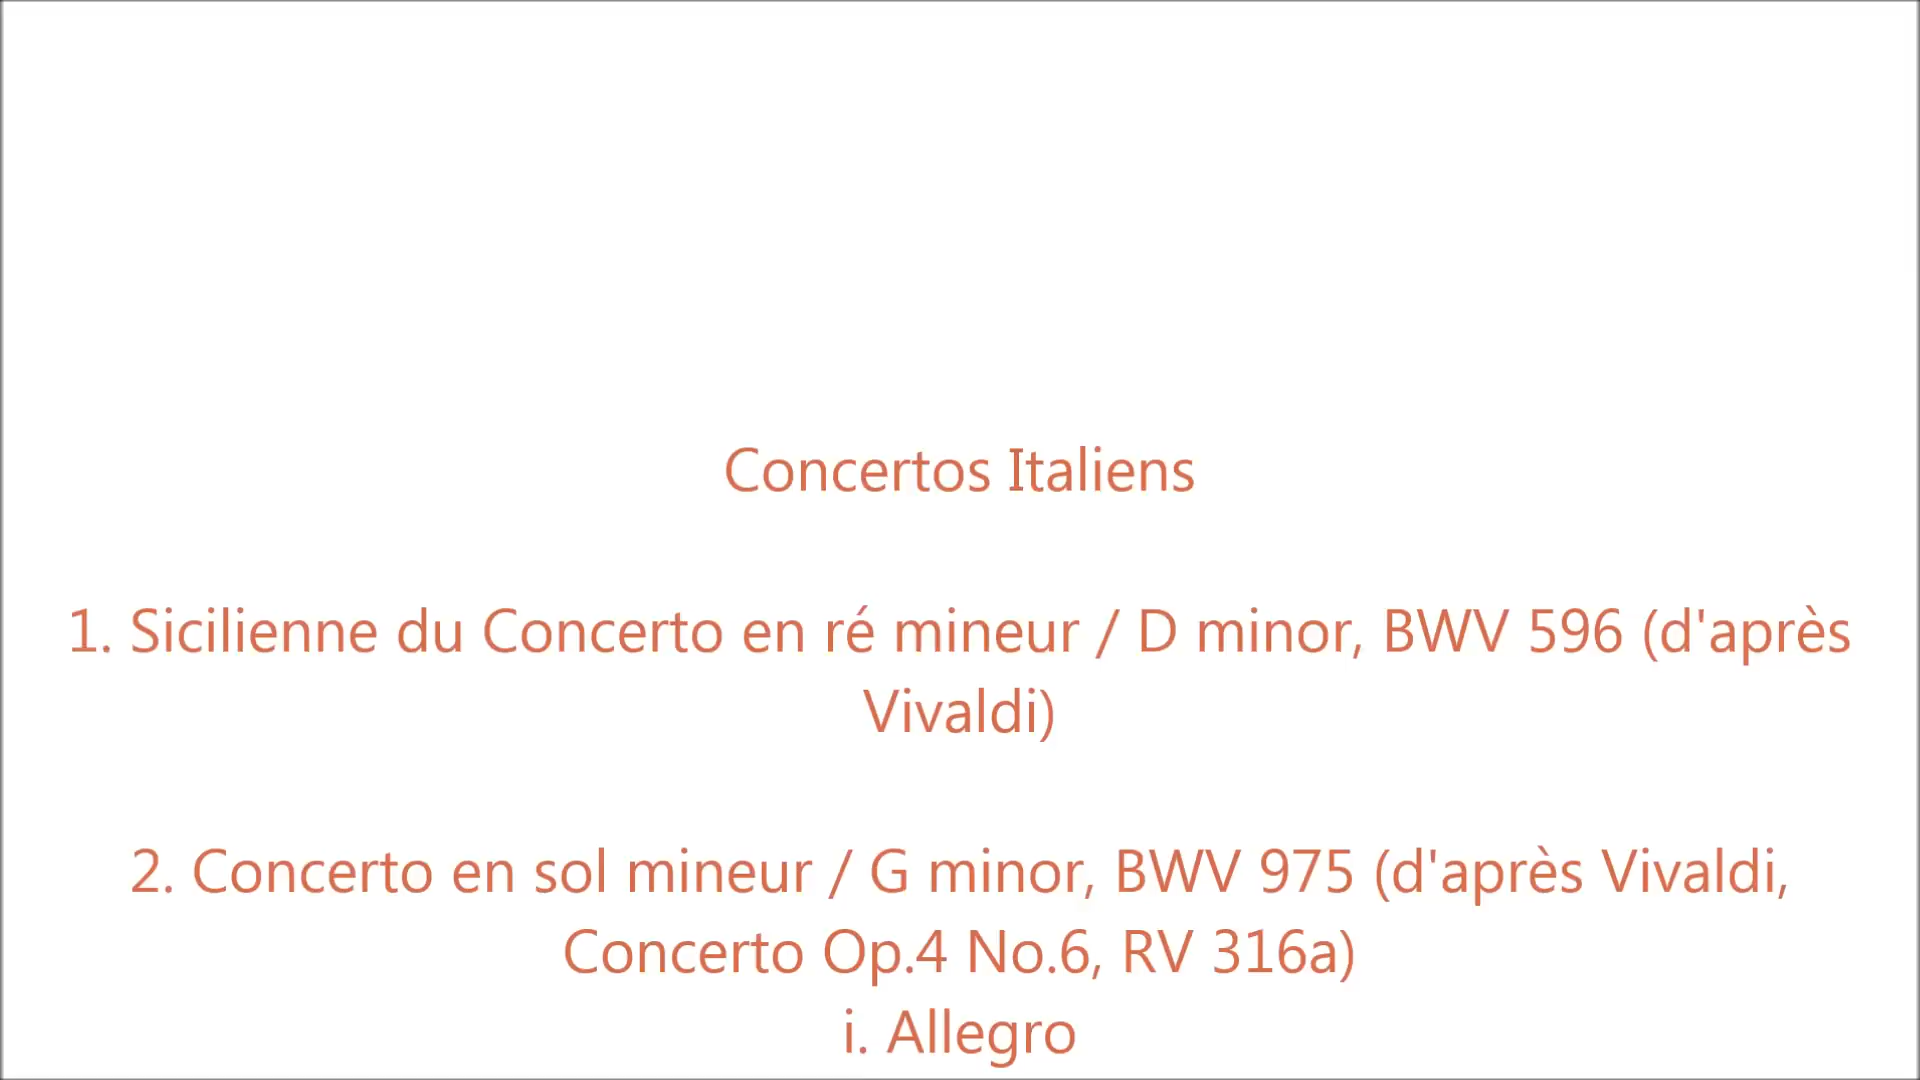 Concertos Italiens
1. Sicilienne du Concerto en ré mineur / D minor, BWV 596 (d'après
Vivaldi)
2. Concerto en sol mineur / G minor, BWV 975 (d'après Vivaldi,
Concerto Op.4 No.6, RV 316a)
i. Allegro